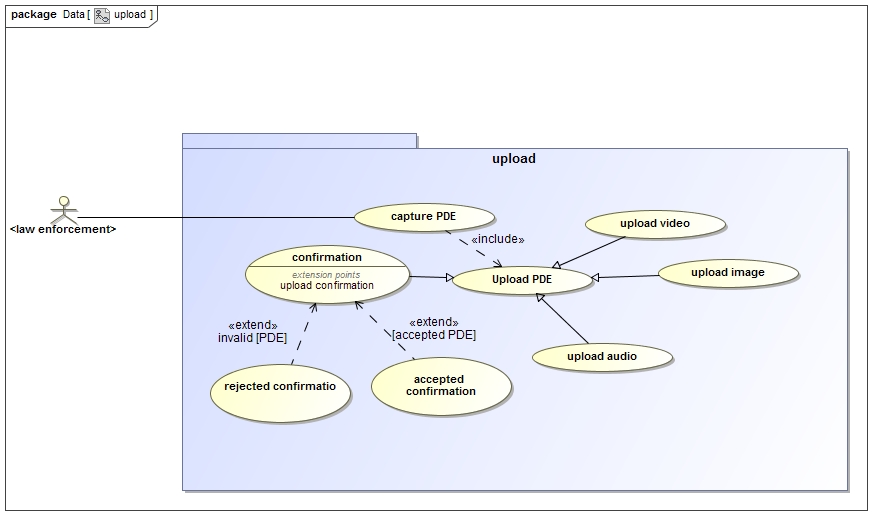 package Data [ upload ]
upload
<law enforcement>
capture PDE
upload video
«include»
confirmation
extension points
upload confirmation
Upload PDE
upload image
«extend»
invalid [PDE]
«extend»
[accepted PDE]
upload audio
rejected confirmatio
accepted
confirmation